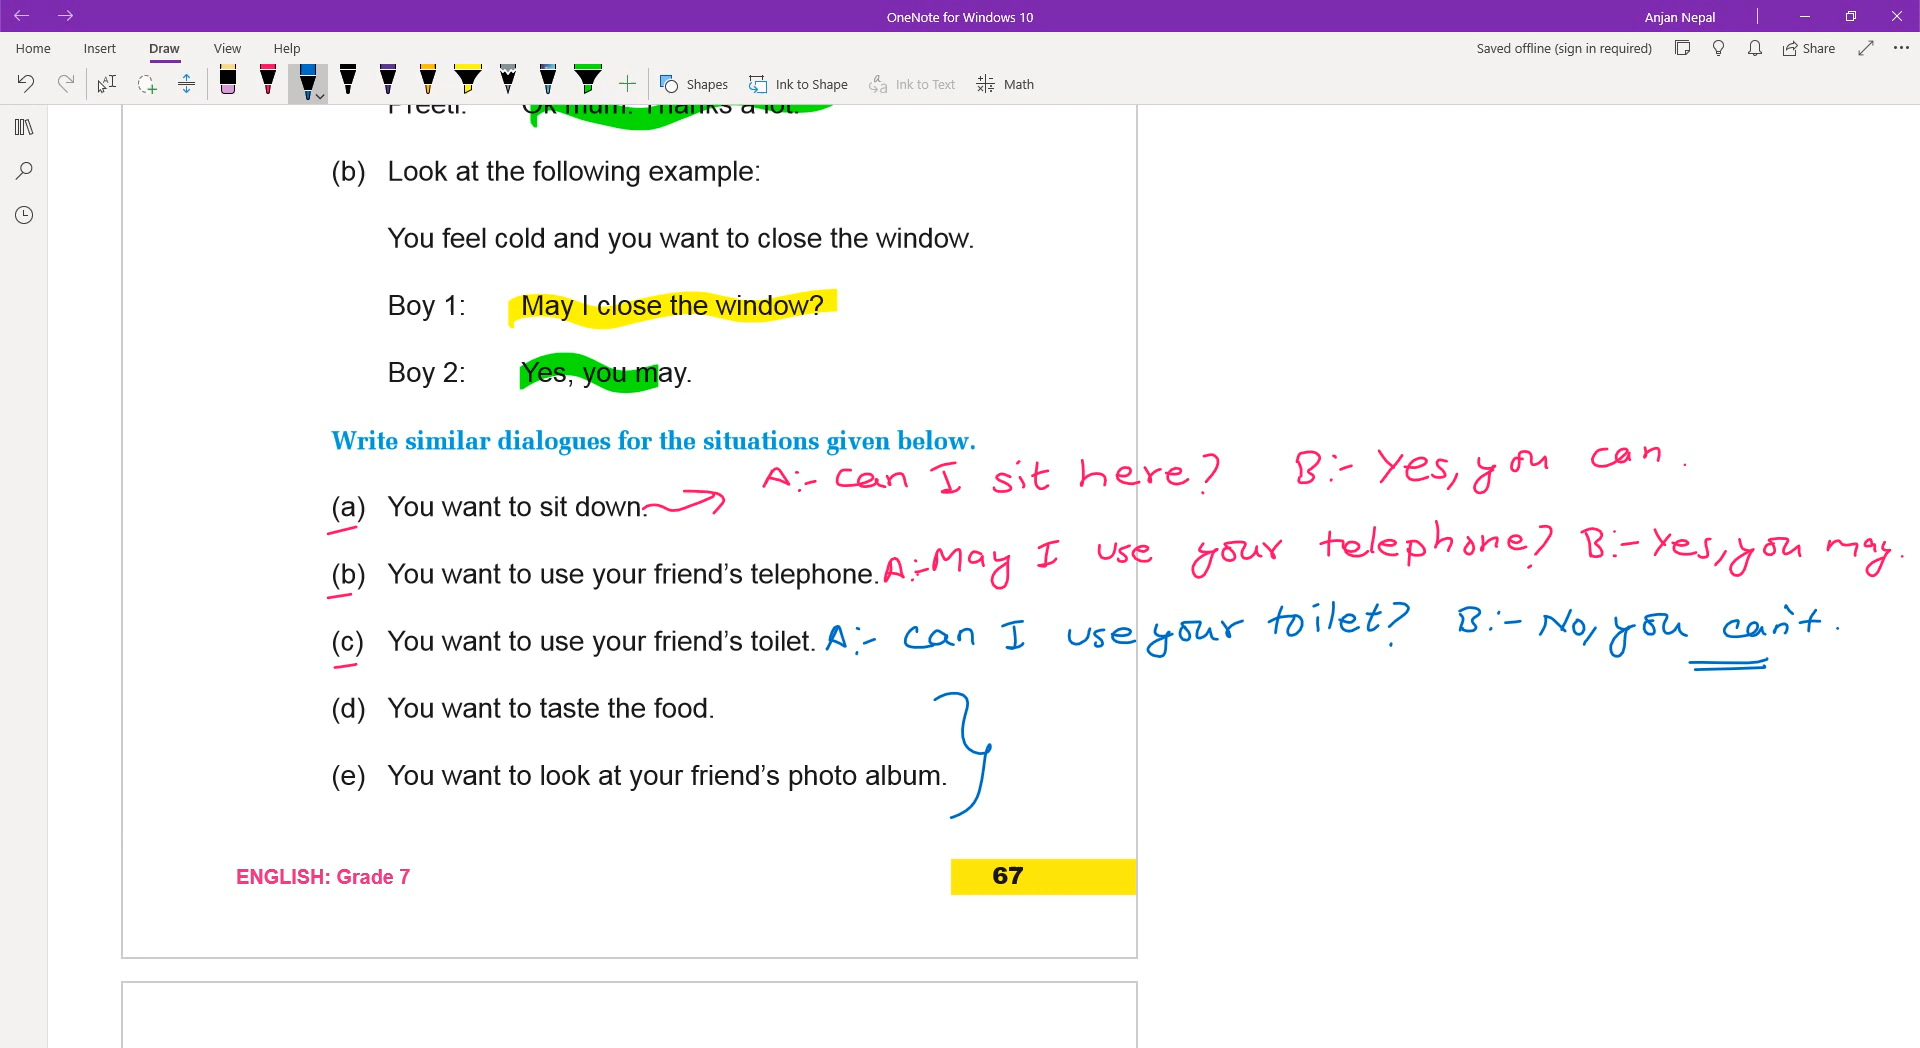 OneNote for Windows 10
Anjan Nepal
Home Insert Draw View Help
Saved offline (sign in required)
Share
Shapes
Ink to Shape
Ink to Text
Math
Preeti: Ok mum. Thanks a lot.
(b) Look at the following example:
You feel cold and you want to close the window.
Boy 1: May I close the window?
Boy 2: Yes, you may.
Write similar dialogues for the situations given below.
A:- can I sit here? B:- Yes, you can.
(a) You want to sit down.
A:- May I use your telephone? B:- Yes, you may.
(b) You want to use your friend's telephone.
(c) You want to use your friend's toilet. A:- can I use your toilet? B:- No, you can't.
(d) You want to taste the food.
(e) You want to look at your friend's photo album.
ENGLISH: Grade 7
67